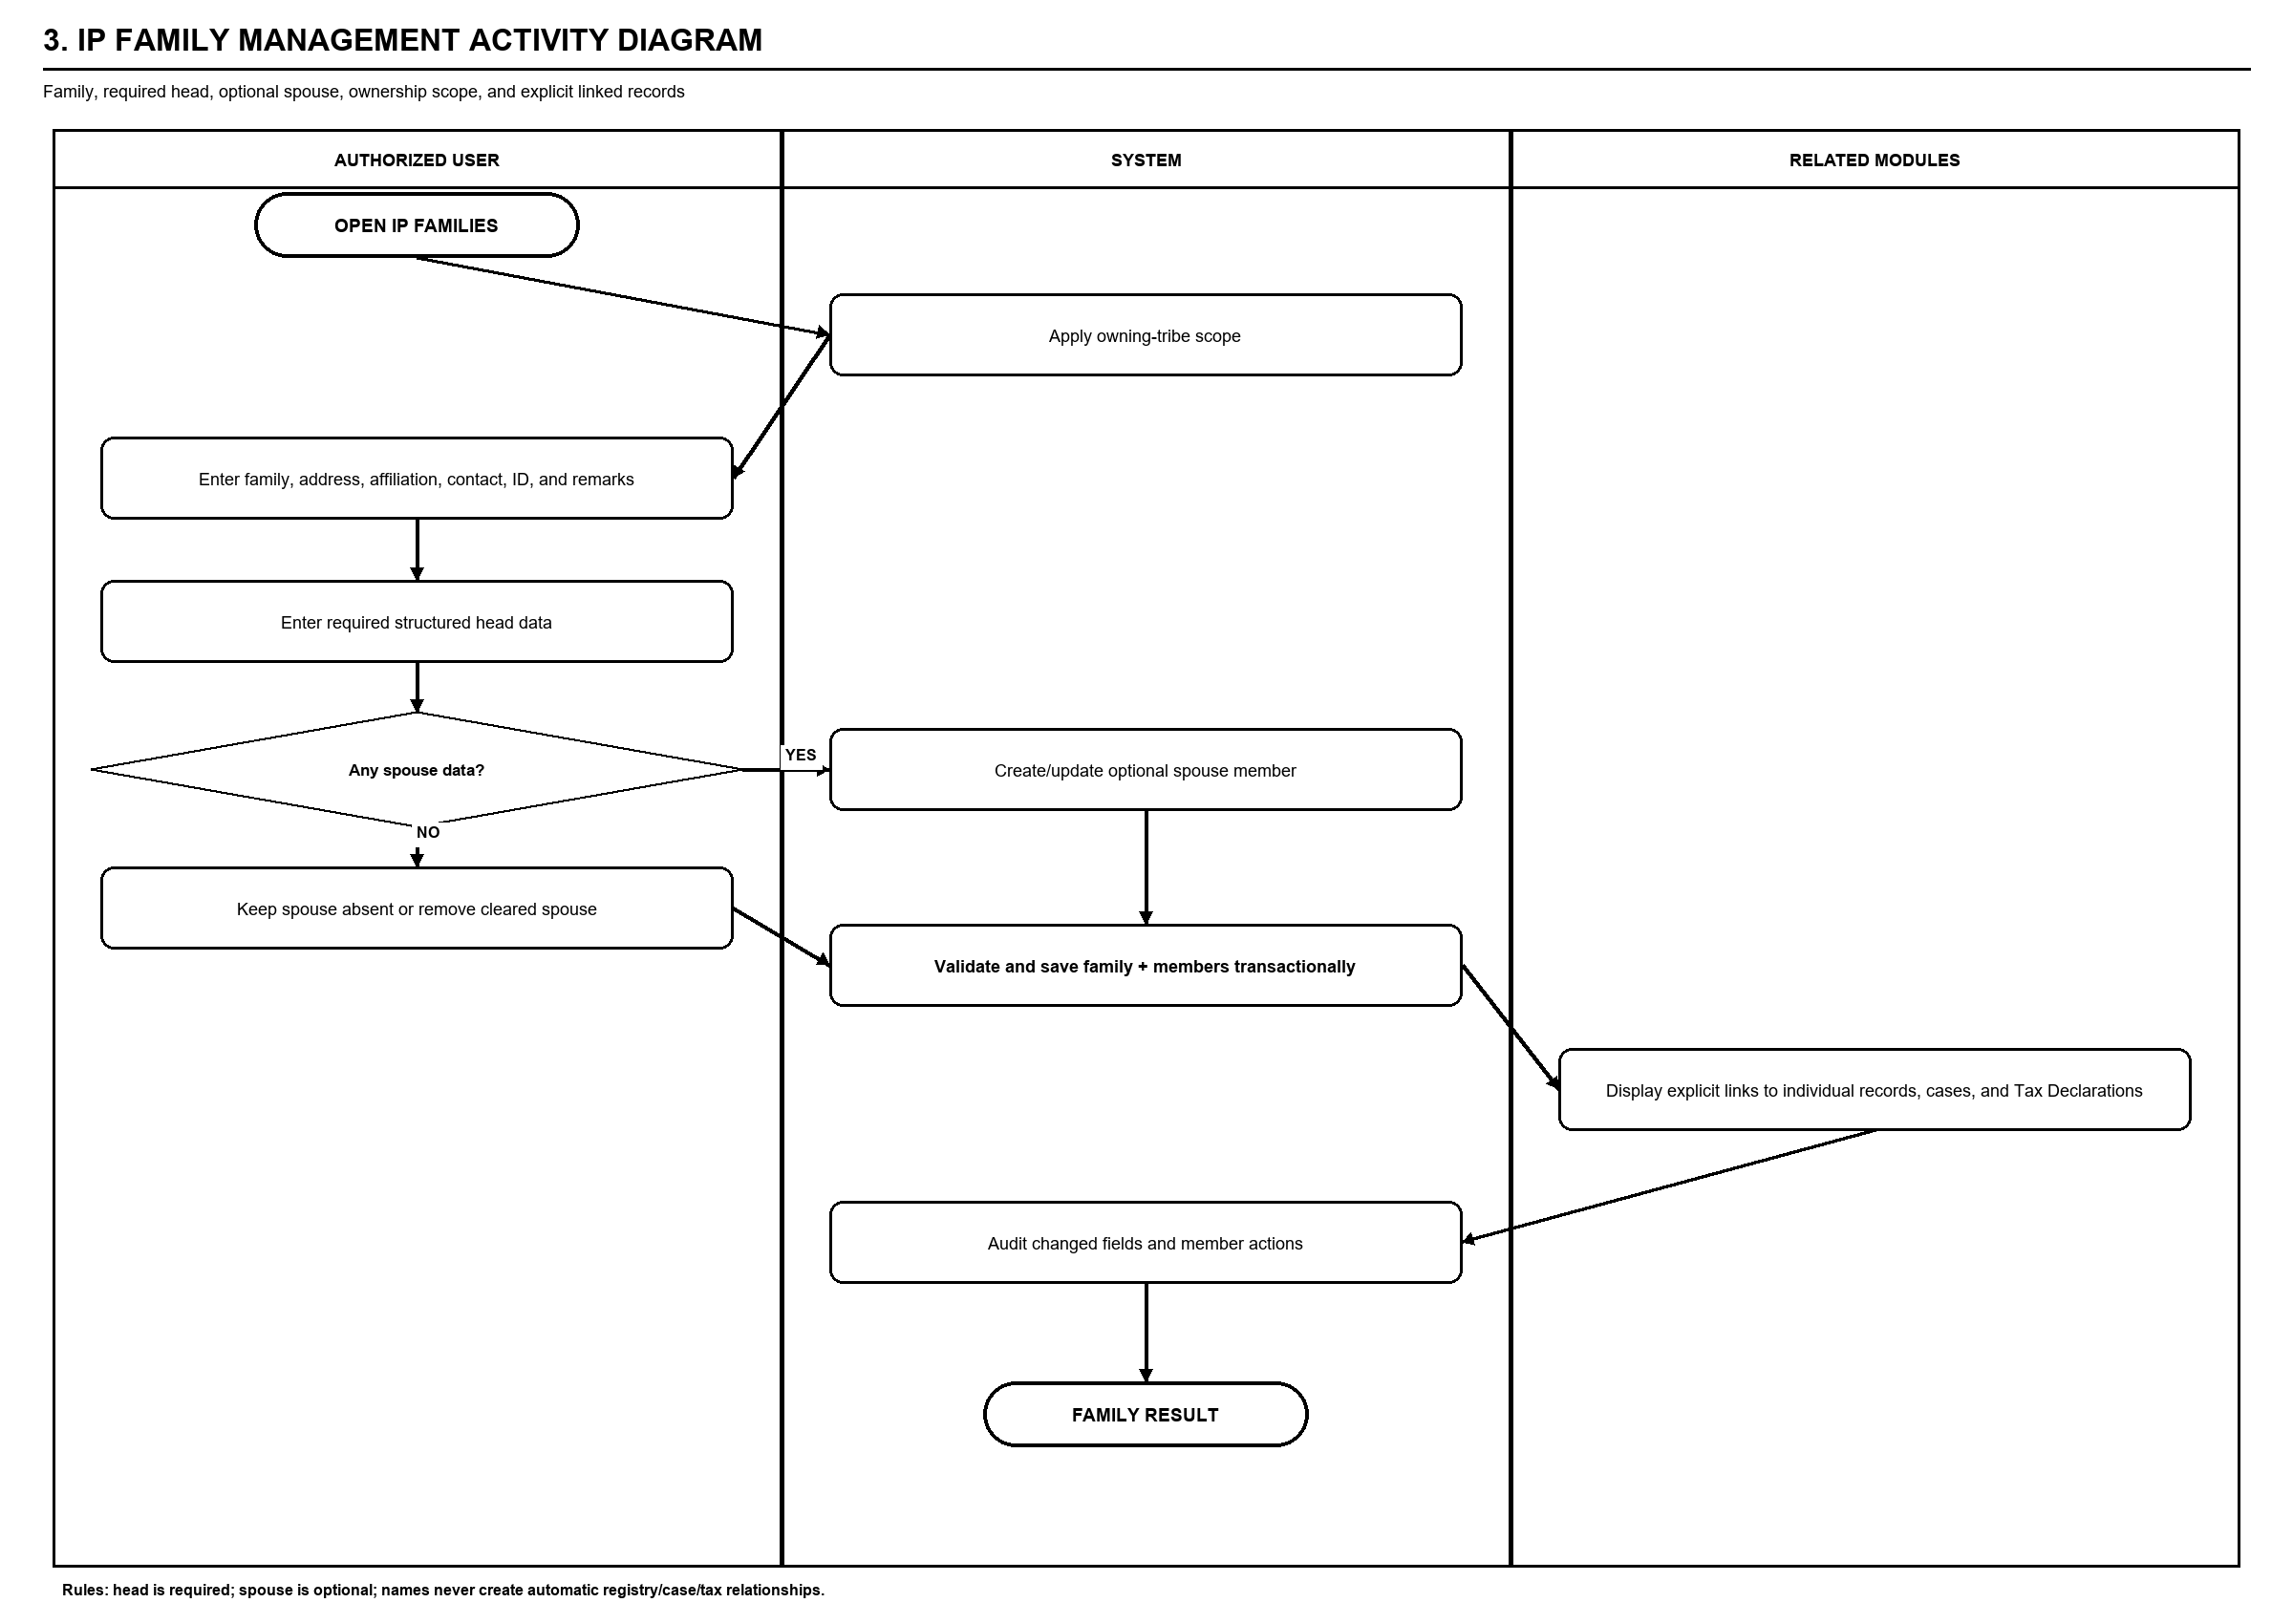 3. IP FAMILY MANAGEMENT ACTIVITY DIAGRAM
Family, required head, optional spouse, ownership scope, and explicit linked records
AUTHORIZED USER
SYSTEM
RELATED MODULES
OPEN IP FAMILIES
Apply owning-tribe scope
Enter family, address, affiliation, contact, ID, and remarks
Enter required structured head data
Any spouse data?
YES
Create/update optional spouse member
NO
Keep spouse absent or remove cleared spouse
Validate and save family + members transactionally
Display explicit links to individual records, cases, and Tax Declarations
Audit changed fields and member actions
FAMILY RESULT
Rules: head is required; spouse is optional; names never create automatic registry/case/tax relationships.